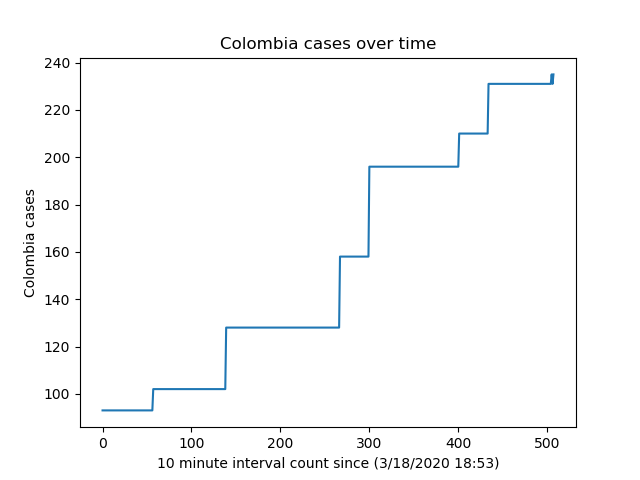 Colombia cases over time
240
220
200
180
160
140
120
100
Colombia cases
0 100 200 300 400 500
10 minute interval count since (3/18/2020 18:53)